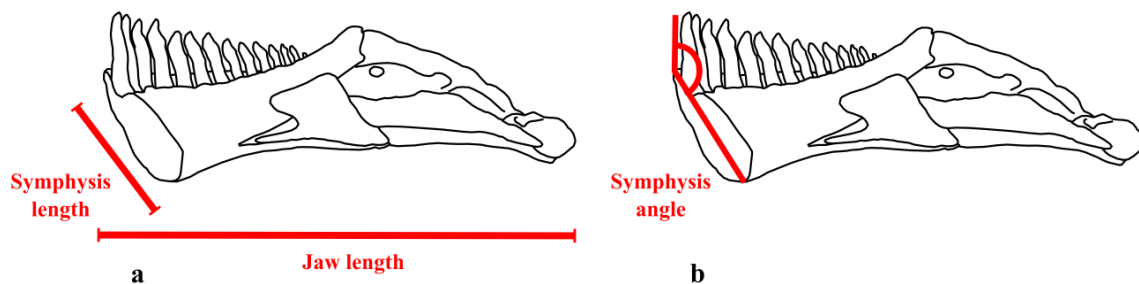 Symphysis
length
Jaw length
a
Symphysis
angle
b